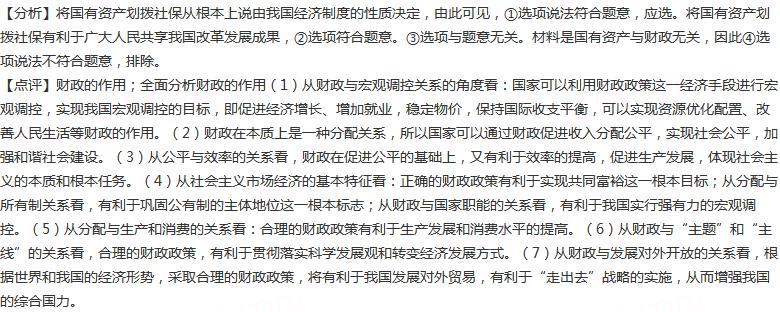 【分析】将国有资产划拨社保从根本上说由我国经济制度的性质决定，由此可见，①选项说法符合题意，应选。将国有资产划
拨社保有利于广大人民共享我国改革发展成果，②选项符合题意。③选项与题意无关。材料是国有资产与财政无关，因此④选
项说法不符合题意，排除。
【点评】财政的作用；全面分析财政的作用（1）从财政与宏观调控关系的角度看：国家可以利用财政政策这一经济手段进行宏
观调控，实现我国宏观调控的目标，即促进经济增长、增加就业，稳定物价，保持国际收支平衡，可以实现资源优化配置、改
善人民生活等财政的作用。（2）财政在本质上是一种分配关系，所以国家可以通过财政促进收入分配公平，实现社会公平，加
强和谐社会建设。（3）从公平与效率的关系看，财政在促进公平的基础上，又有利于效率的提高，促进生产发展，体现社会主
义的本质和根本任务。（4）从社会主义市场经济的基本特征看：正确的财政政策有利于实现共同富裕这一根本目标；从分配与
所有制关系看，有利于巩固公有制的主体地位这一根本标志；从财政与国家职能的关系看，有利于我国实行强有力的宏观调
控。（5）从分配与生产和消费的关系看：合理的财政政策有利于生产发展和消费水平的提高。（6）从财政与“主题”和“主
线”的关系看，合理的财政政策，有利于贯彻落实科学发展观和转变经济发展方式。（7）从财政与发展对外开放的关系看，根
据世界和我国的经济形势，采取合理的财政政策，将有利于我国发展对外贸易，有利于“走出去”战略的实施，从而增强我国
的综合国力。